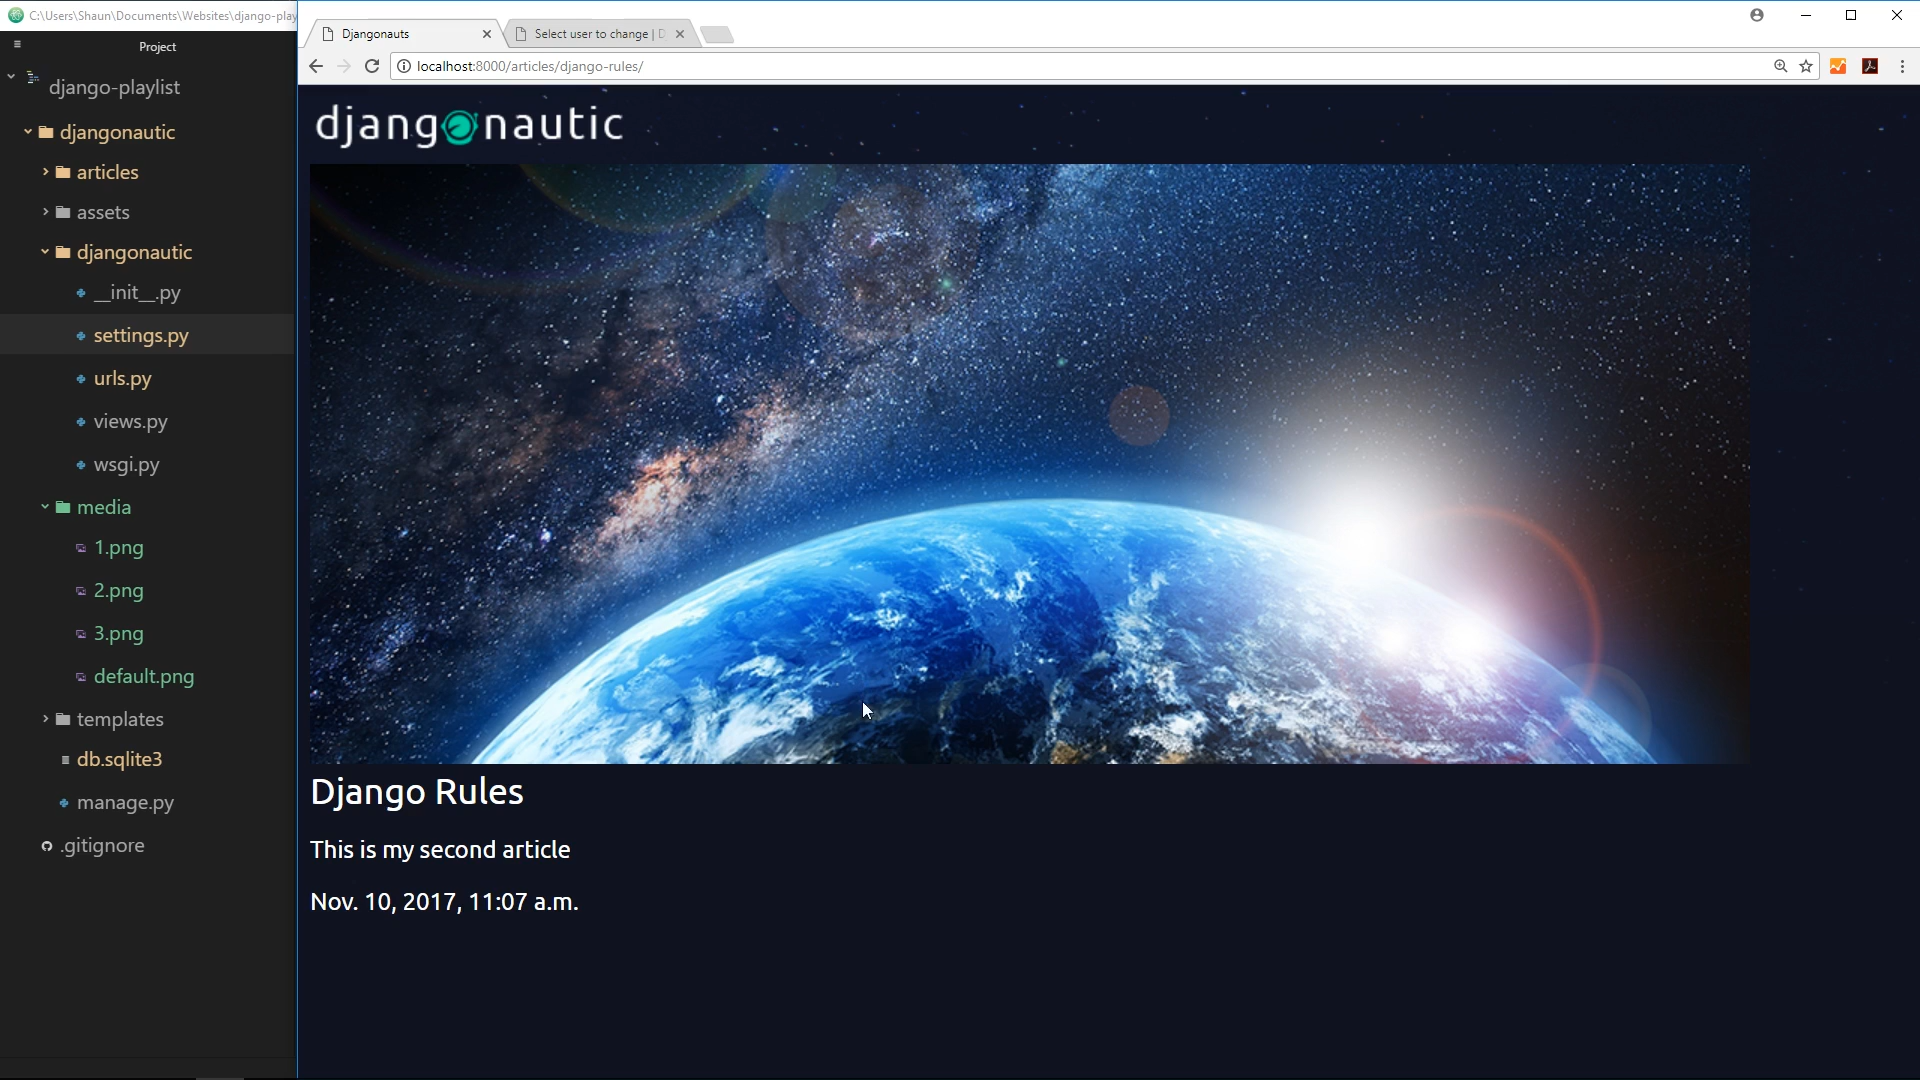 C:\Users\Shaun\Documents\Websites\django-play
Project
django-playlist
djangonautic
articles
assets
djangonautic
__init__.py
settings.py
urls.py
views.py
wsgi.py
media
1.png
2.png
3.png
default.png
templates
db.sqlite3
manage.py
.gitignore
Djangonauts
Select user to change | D
localhost:8000/articles/django-rules/
djangonautic
Django Rules
This is my second article
Nov. 10, 2017, 11:07 a.m.